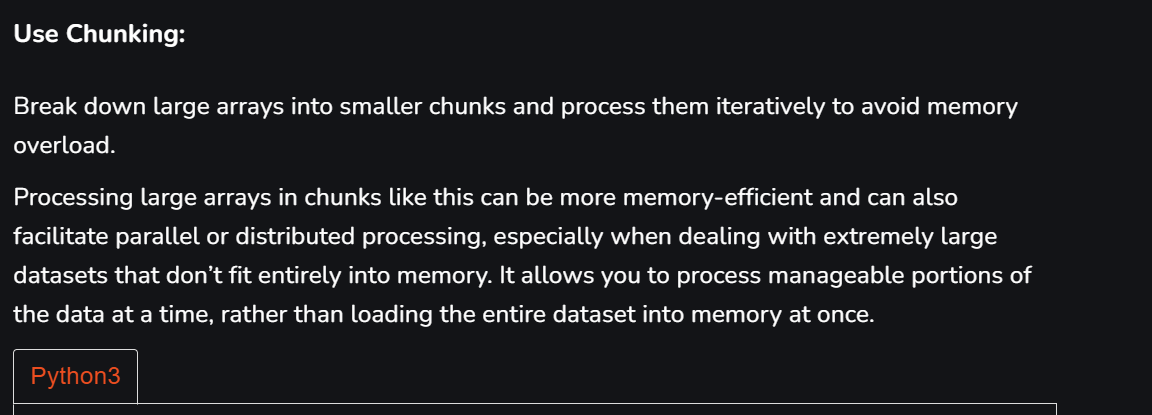 Use Chunking:
Break down large arrays into smaller chunks and process them iteratively to avoid memory
overload.
Processing large arrays in chunks like this can be more memory-efficient and can also
facilitate parallel or distributed processing, especially when dealing with extremely large
datasets that don’t fit entirely into memory. It allows you to process manageable portions of
the data at a time, rather than loading the entire dataset into memory at once.
Python3